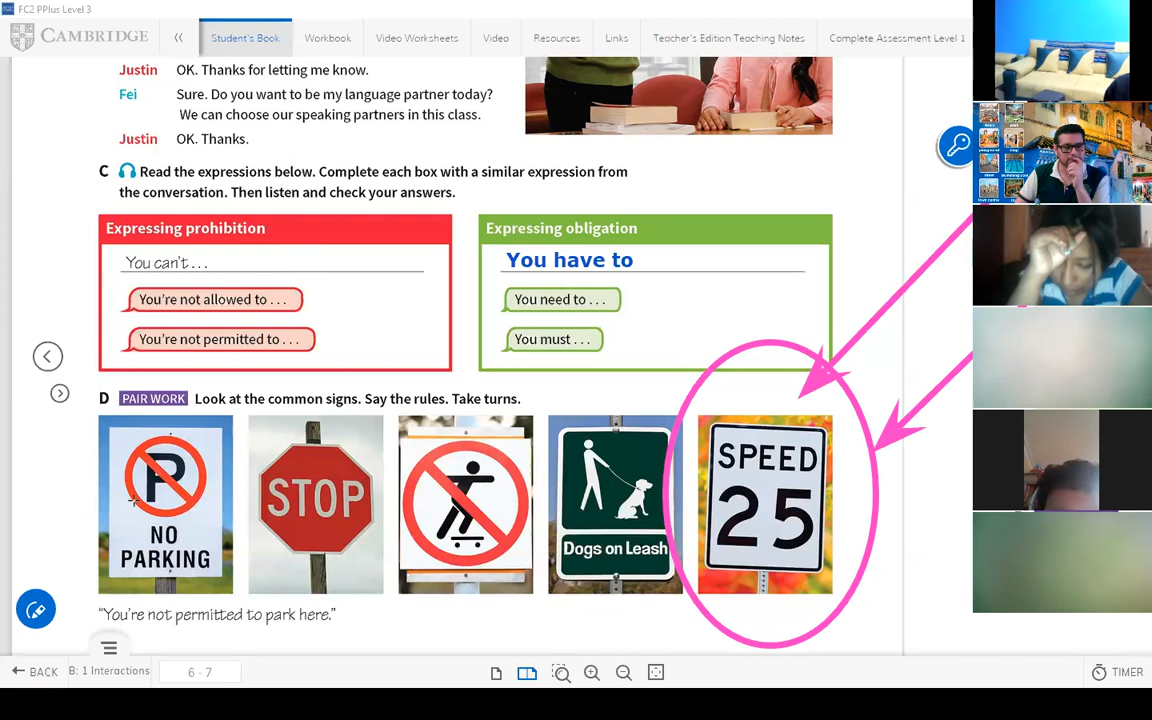 FC2 PPlus Level 3
CAMBRIDGE
Student's Book
Workbook
Video Worksheets
Video
Resources
Links
Teacher's Edition Teaching Notes
Complete Assessment Level 1
Justin OK. Thanks for letting me know.
Fei Sure. Do you want to be my language partner today?
We can choose our speaking partners in this class.
Justin OK. Thanks.
C Read the expressions below. Complete each box with a similar expression from
the conversation. Then listen and check your answers.
Expressing prohibition
You can't . . .
You're not allowed to . . .
You're not permitted to . . .
Expressing obligation
You have to
You need to . . .
You must . . .
D PAIR WORK Look at the common signs. Say the rules. Take turns.
P
NO
PARKING
STOP
Dogs on Leash
SPEED
25
"You're not permitted to park here."
BACK
B: 1 Interactions
6 - 7
TIMER